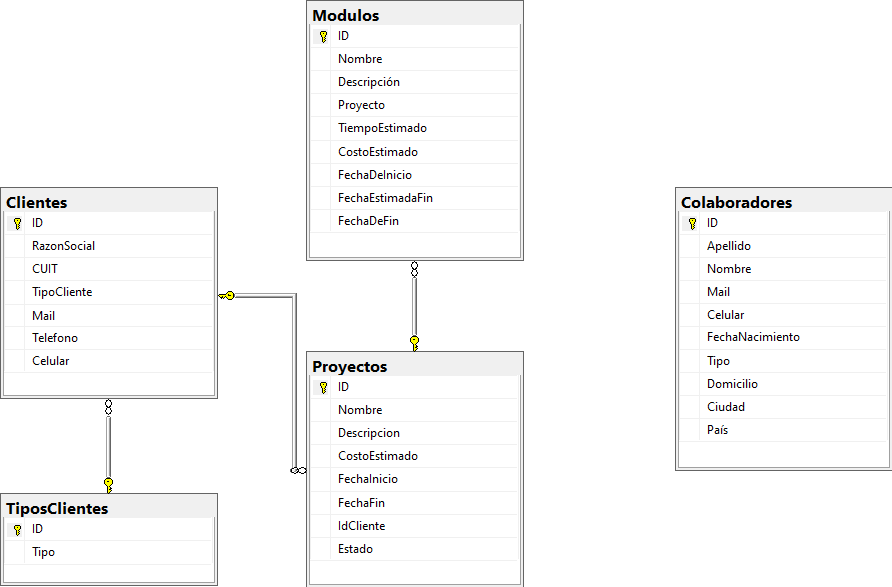 Modulos
ID
Nombre
Descripción
Proyecto
TiempoEstimado
CostoEstimado
FechaDeInicio
FechaEstimadaFin
FechaDeFin
Clientes
ID
RazonSocial
CUIT
TipoCliente
Mail
Telefono
Celular
Colaboradores
ID
Apellido
Nombre
Mail
Celular
FechaNacimiento
Tipo
Domicilio
Ciudad
País
Proyectos
ID
Nombre
Descripcion
CostoEstimado
FechaInicio
FechaFin
IdCliente
Estado
TiposClientes
ID
Tipo